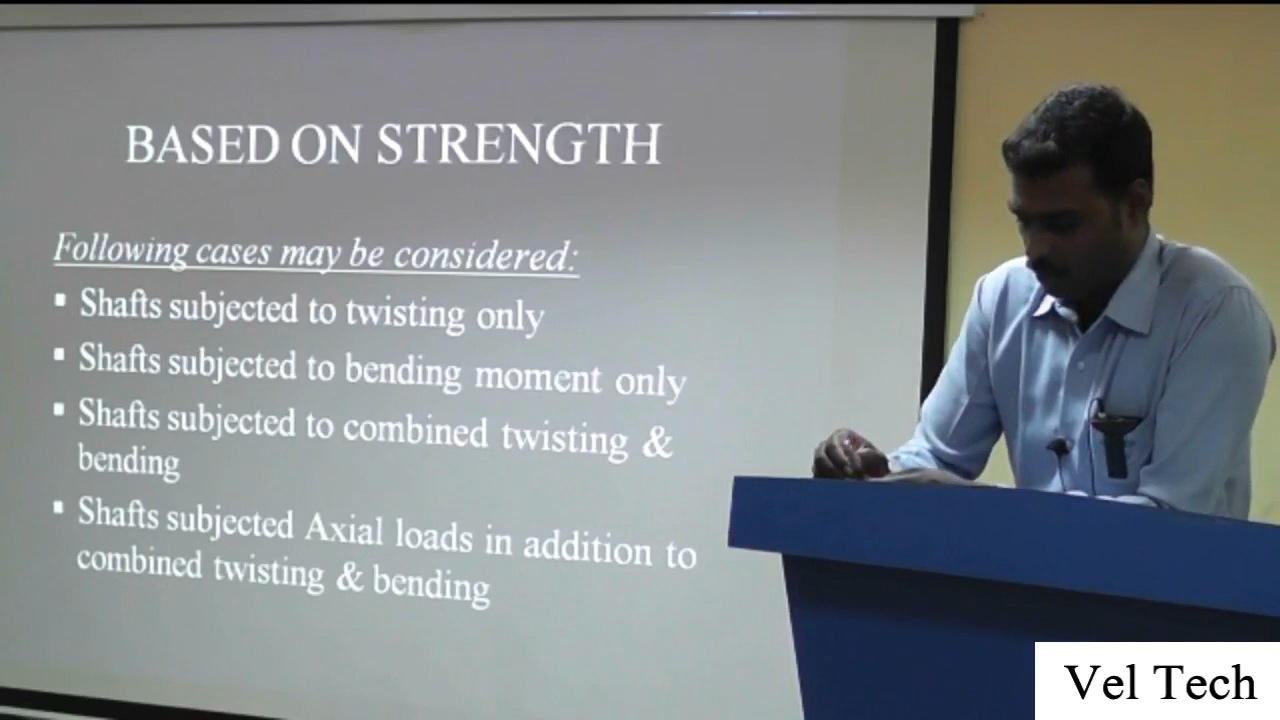 BASED ON STRENGTH
Following cases may be considered:
▪ Shafts subjected to twisting only
▪ Shafts subjected to bending moment only
▪ Shafts subjected to combined twisting &
bending
▪ Shafts subjected Axial loads in addition to
combined twisting & bending
Vel Tech